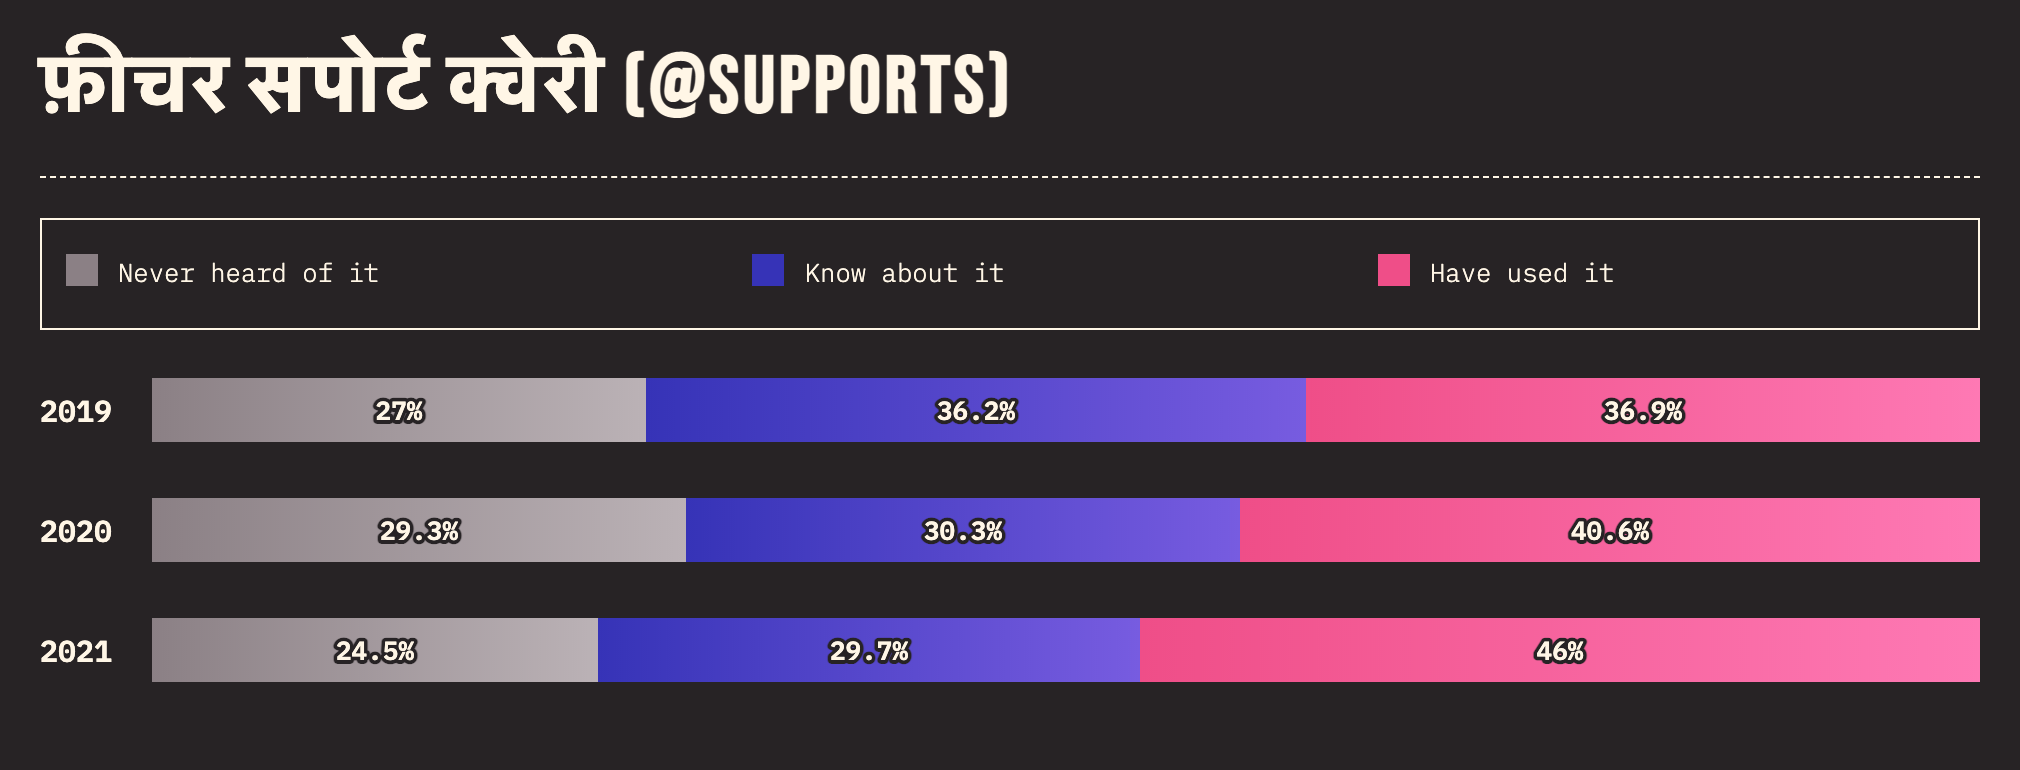 फ़ीचर सपोर्ट क्वेरी (@SUPPORTS)
Never heard of it Know about it Have used it
2019 27% 36.2% 36.9%
2020 29.3% 30.3% 40.6%
2021 24.5% 29.7% 46%